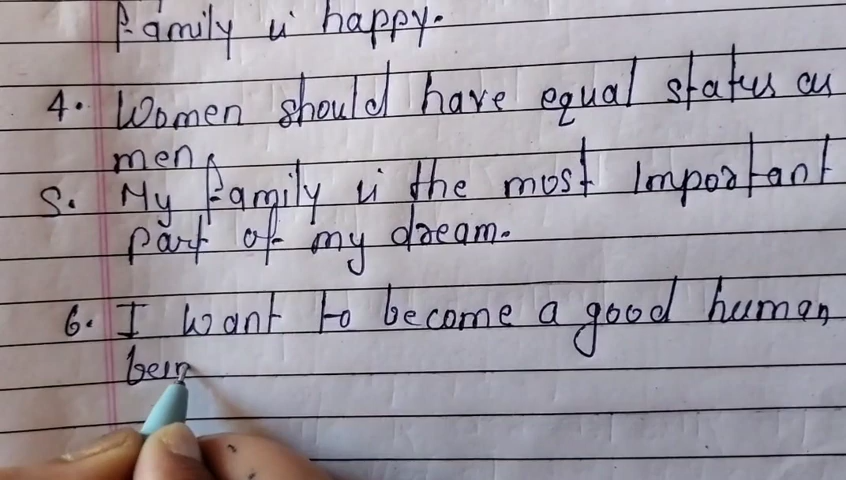 family is happy.
4. Women should have equal status as
men.
5. My family is the most important
part of my dream.
6. I want to become a good human
bein